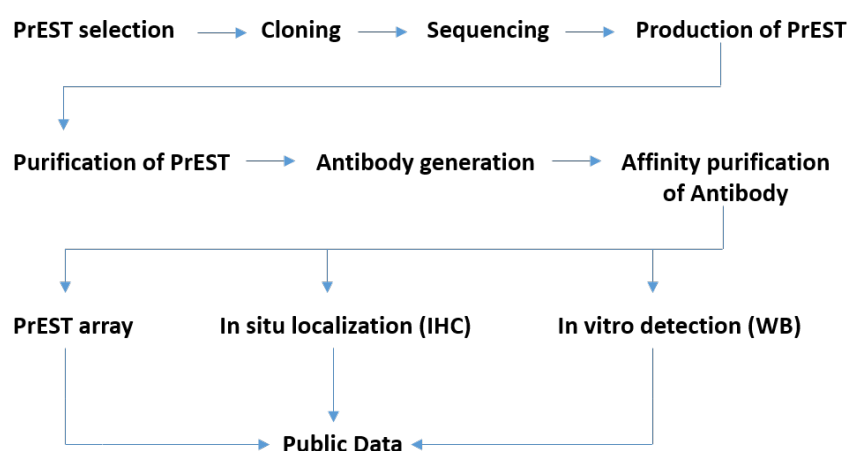 PrEST selection Cloning Sequencing Production of PrEST
Purification of PrEST Antibody generation Affinity purification
of Antibody
PrEST array In situ localization (IHC) In vitro detection (WB)
Public Data